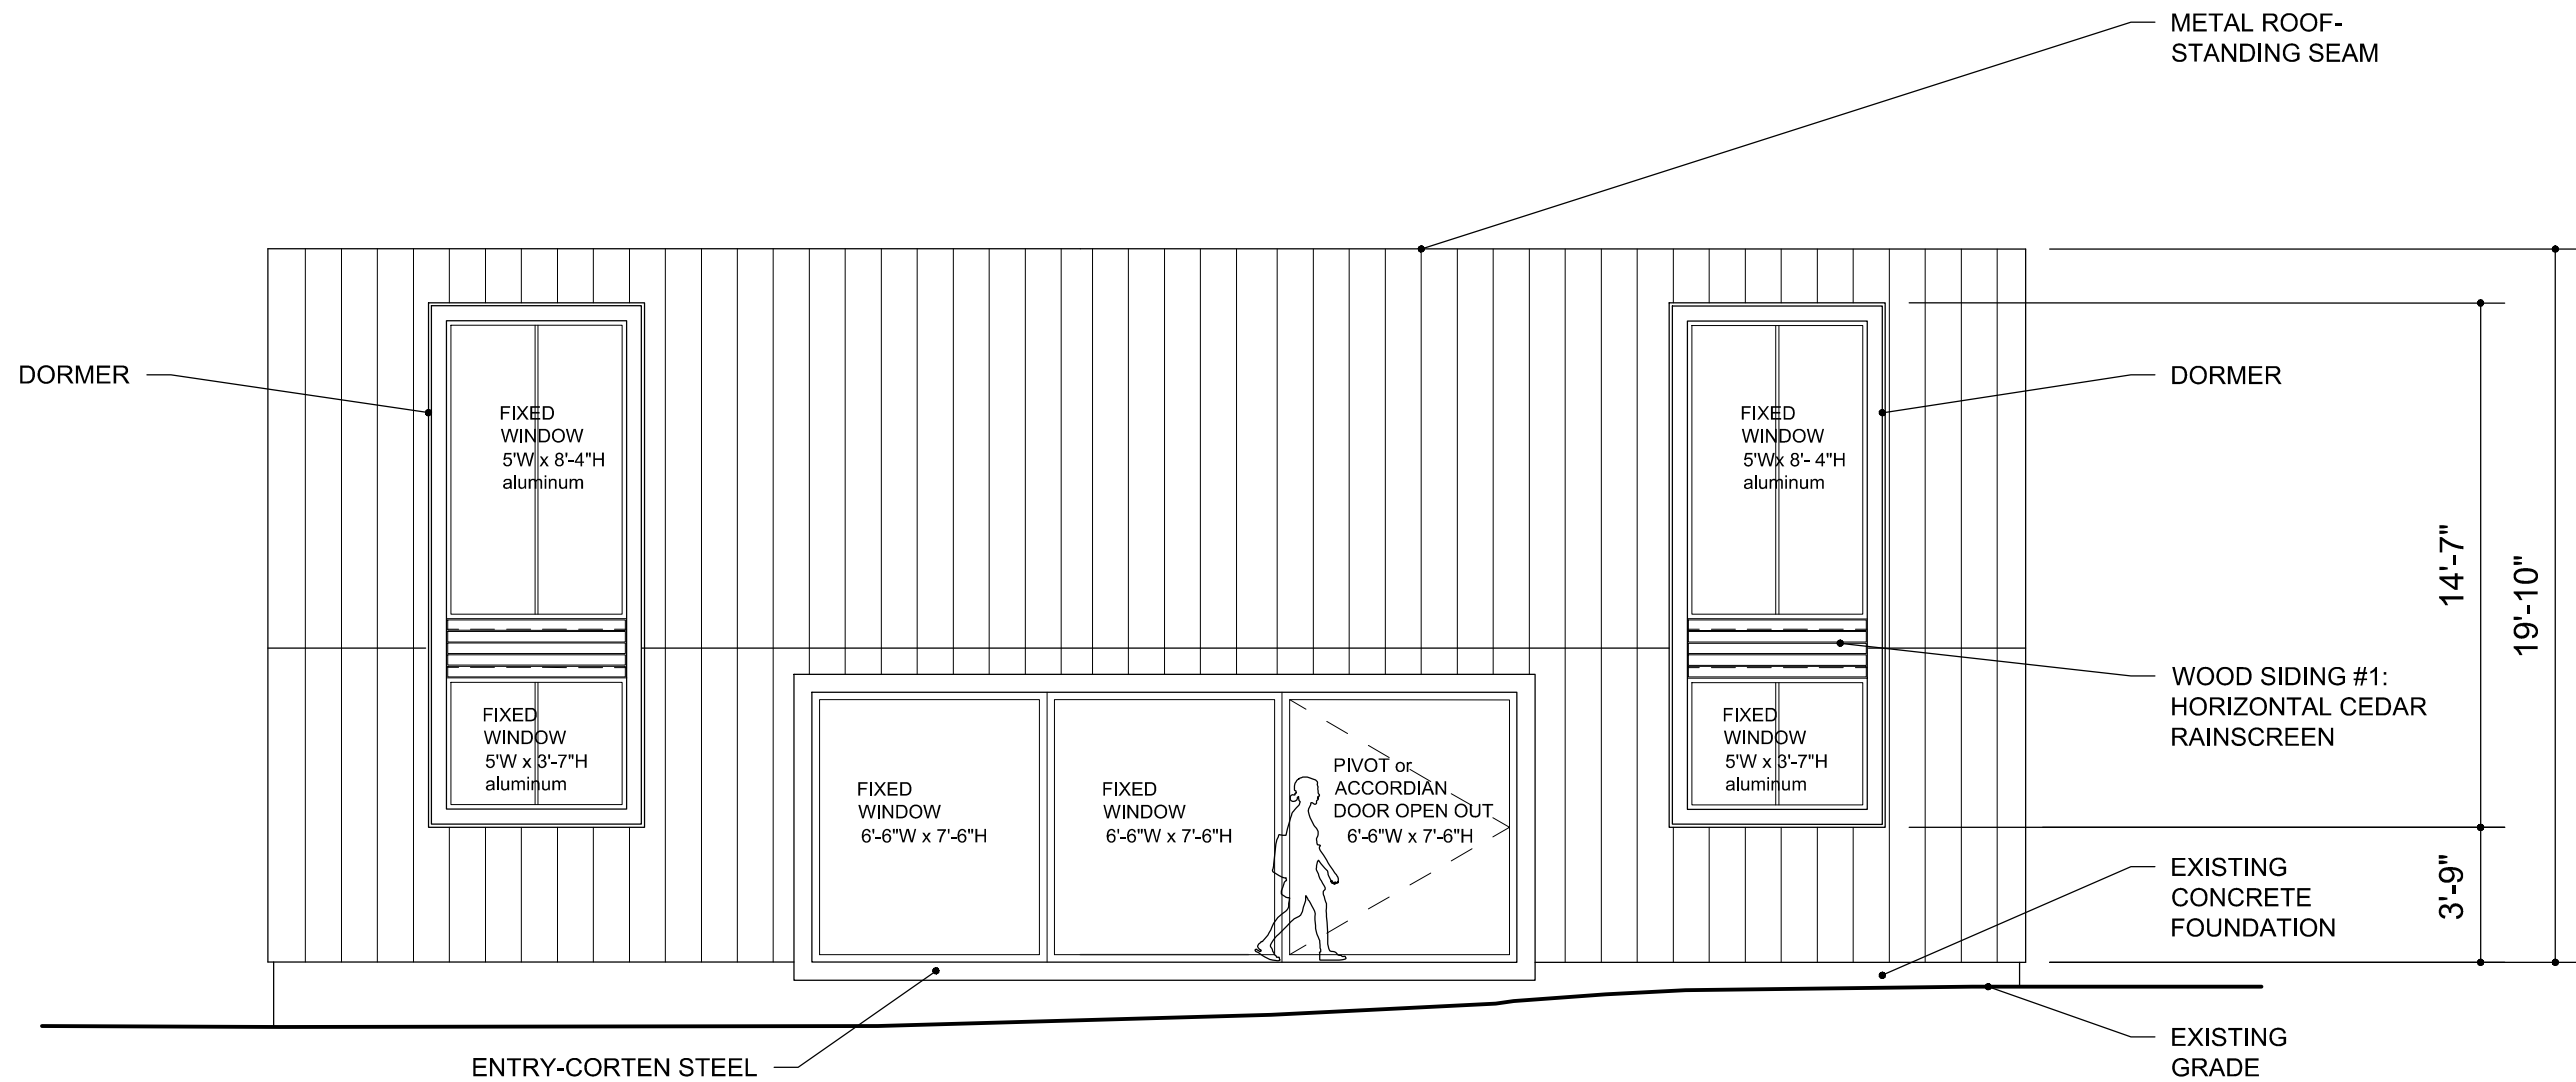 METAL ROOF-
STANDING SEAM
DORMER
DORMER
FIXED
WINDOW
5'W x 8'-4"H
aluminum
FIXED
WINDOW
5'Wx 8'- 4"H
aluminum
14'-7"
19'-10"
WOOD SIDING #1:
HORIZONTAL CEDAR
RAINSCREEN
FIXED
WINDOW
5'W x 3'-7"H
aluminum
FIXED
WINDOW
6'-6"W x 7'-6"H
FIXED
WINDOW
6'-6"W x 7'-6"H
PIVOT or
ACCORDIAN
DOOR OPEN OUT
6'-6"W x 7'-6"H
FIXED
WINDOW
5'W x 3'-7"H
aluminum
3'-9"
EXISTING
CONCRETE
FOUNDATION
EXISTING
GRADE
ENTRY-CORTEN STEEL